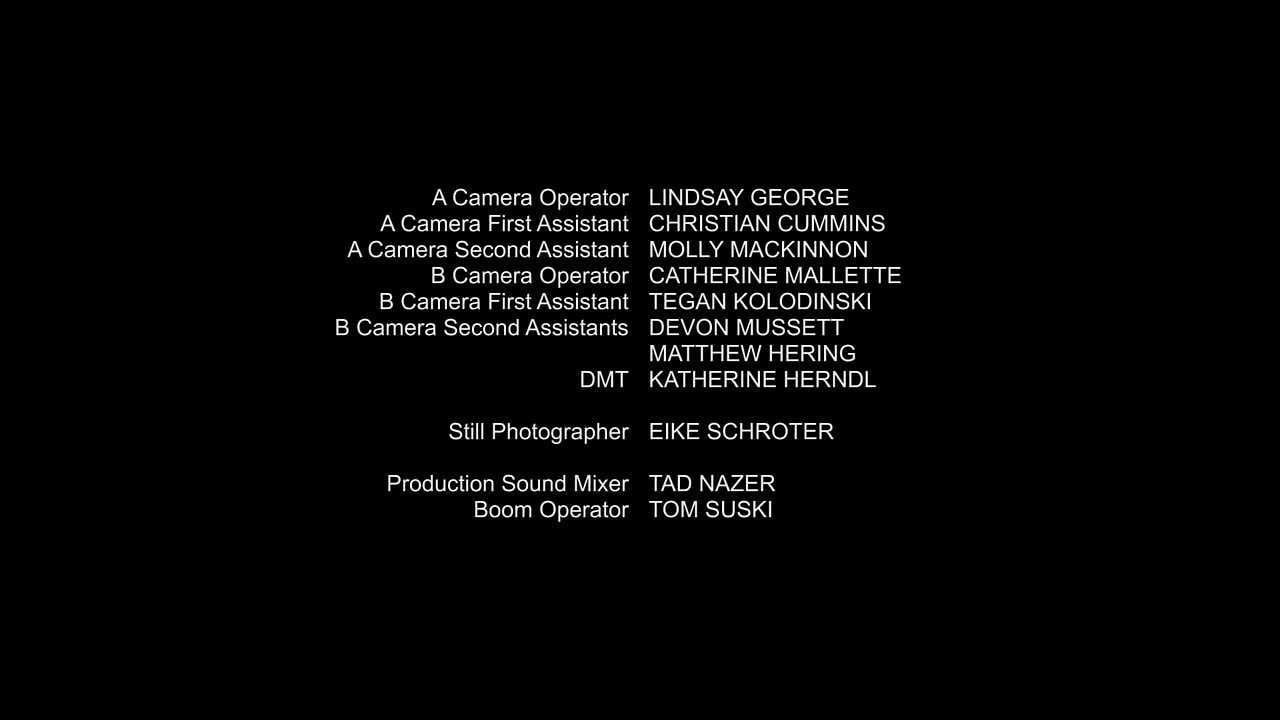 A Camera Operator LINDSAY GEORGE
A Camera First Assistant CHRISTIAN CUMMINS
A Camera Second Assistant MOLLY MACKINNON
B Camera Operator CATHERINE MALLETTE
B Camera First Assistant TEGAN KOLODINSKI
B Camera Second Assistants DEVON MUSSETT
MATTHEW HERING
DMT KATHERINE HERNDL
Still Photographer EIKE SCHROTER
Production Sound Mixer TAD NAZER
Boom Operator TOM SUSKI